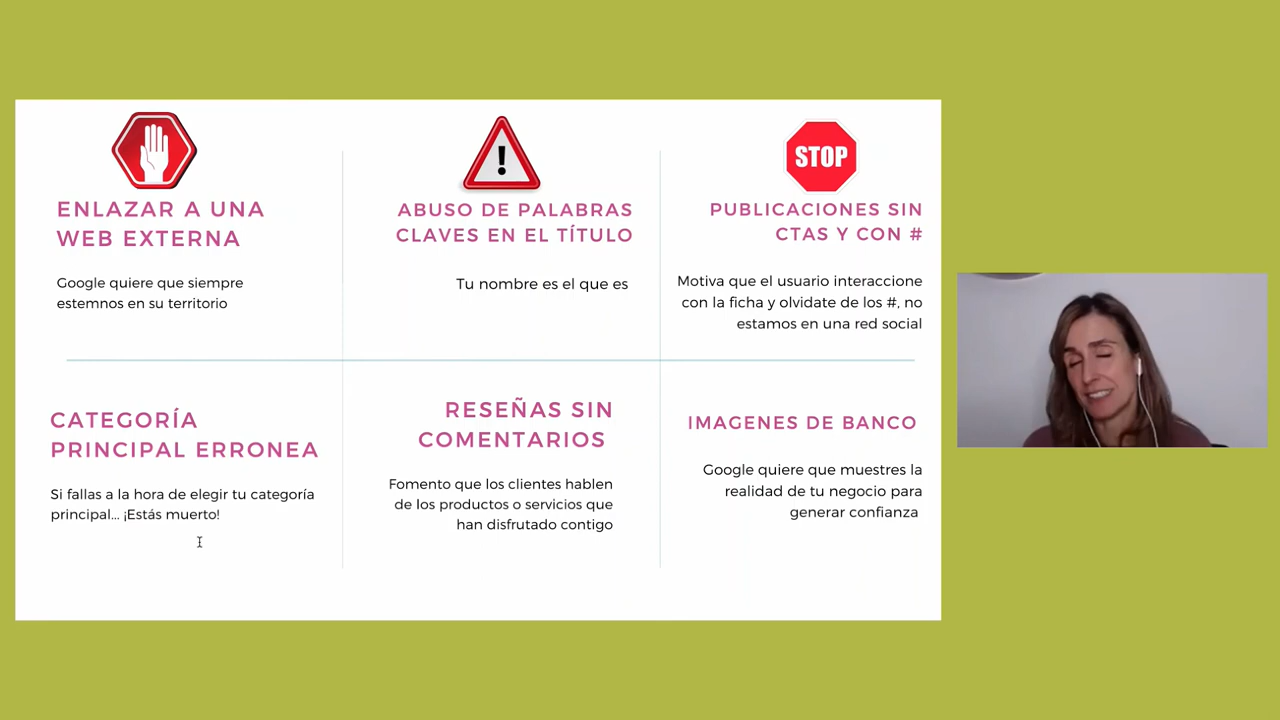 ENLAZAR A UNA
WEB EXTERNA
Google quiere que siempre
estemnos en su territorio
!
ABUSO DE PALABRAS
CLAVES EN EL TÍTULO
Tu nombre es el que es
STOP
PUBLICACIONES SIN
CTAS Y CON #
Motiva que el usuario interaccione
con la ficha y olvidate de los #, no
estamos en una red social
CATEGORÍA
PRINCIPAL ERRONEA
Si fallas a la hora de elegir tu categoría
principal... ¡Estás muerto!
RESEÑAS SIN
COMENTARIOS
Fomento que los clientes hablen
de los productos o servicios que
han disfrutado contigo
IMAGENES DE BANCO
Google quiere que muestres la
realidad de tu negocio para
generar confianza